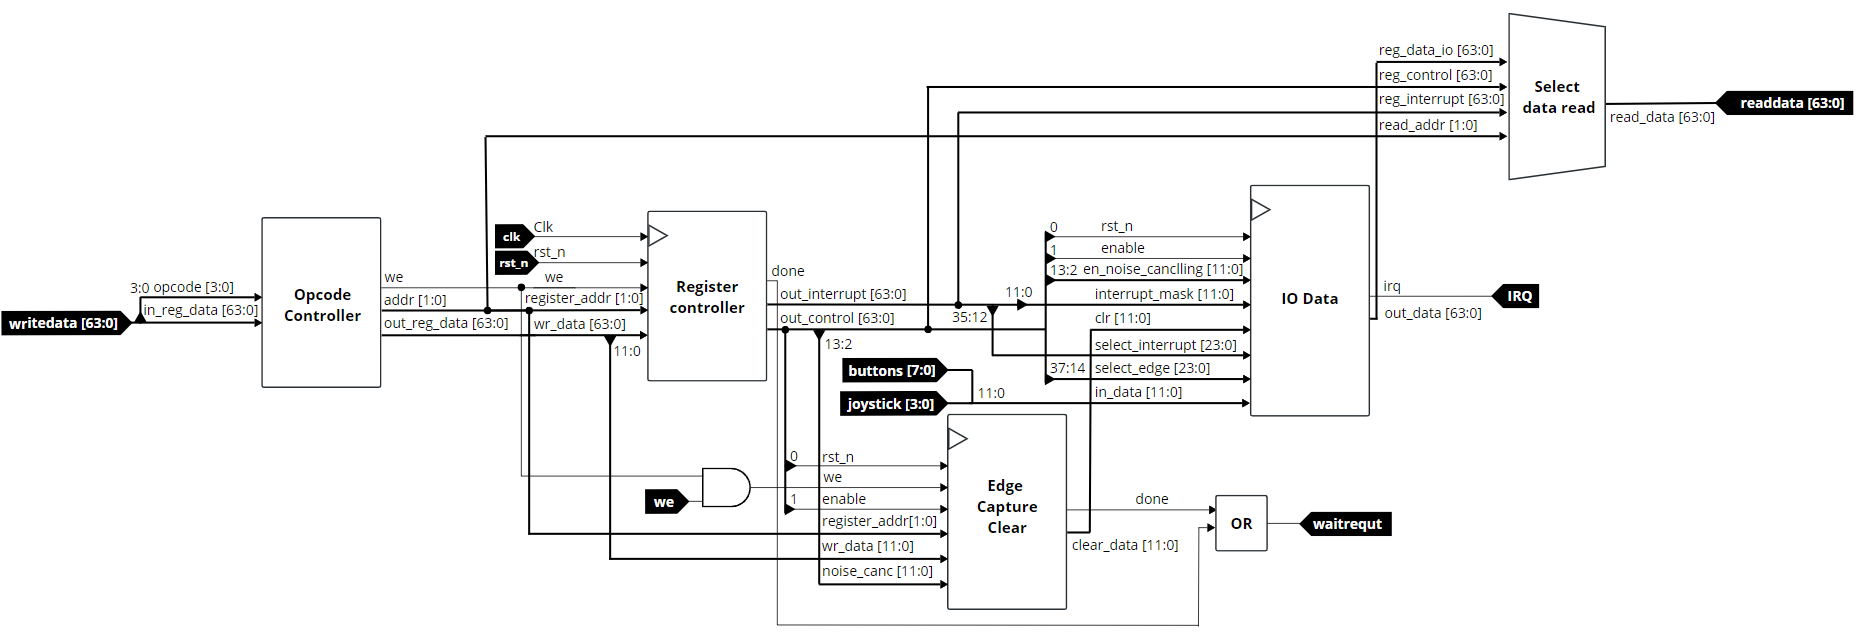 reg_data_io [63:0]
reg_control [63:0]
reg_interrupt [63:0]
read_addr [1:0]
Select
data read
readdata [63:0]
read_data [63:0]
writedata [63:0]
3:0 opcode [3:0]
in_reg_data [63:0]
Opcode
Controller
we
addr [1:0]
out_reg_data [63:0]
clk
Clk
rst_n
rst_n
we
register_addr [1:0]
wr_data [63:0]
11:0
Register
controller
done
out_interrupt [63:0]
out_control [63:0]
13:2
35:12
11:0
0
rst_n
1
enable
13:2
en_noise_canclling [11:0]
interrupt_mask [11:0]
clr [11:0]
select_interrupt [23:0]
37:14
select_edge [23:0]
in_data [11:0]
IO Data
irq
IRQ
out_data [63:0]
buttons [7:0]
joystick [3:0]
11:0
we
0
rst_n
we
1
enable
register_addr[1:0]
wr_data [11:0]
noise_canc [11:0]
Edge
Capture
Clear
done
clear_data [11:0]
OR
waitrequt